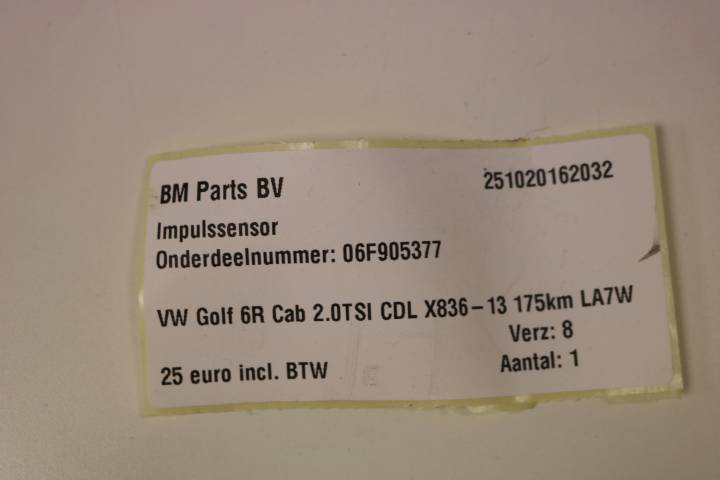 BM Parts BV 251020162032
Impulssensor
Onderdeelnummer: 06F905377
VW Golf 6R Cab 2.0TSI CDL X836-13 175km LA7W
Verz: 8
25 euro incl. BTW Aantal: 1